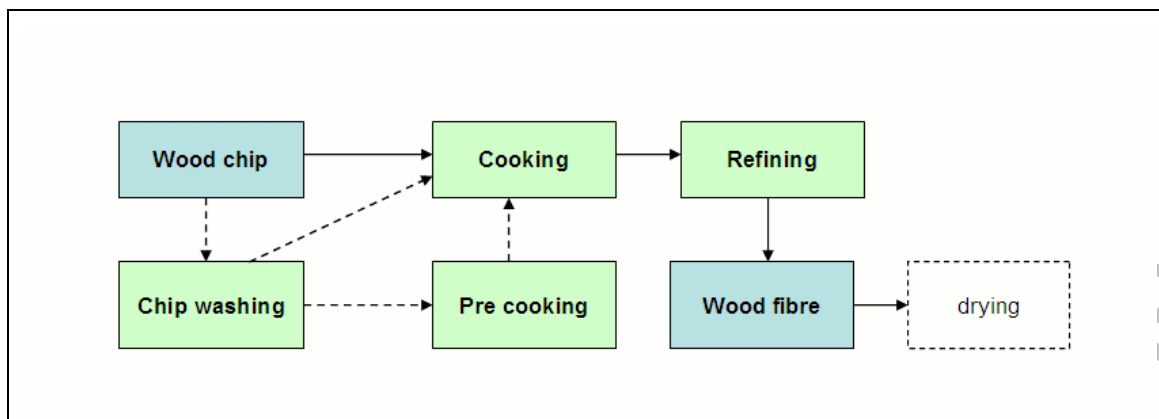 Wood chip
Cooking
Refining
Chip washing
Pre cooking
Wood fibre
drying